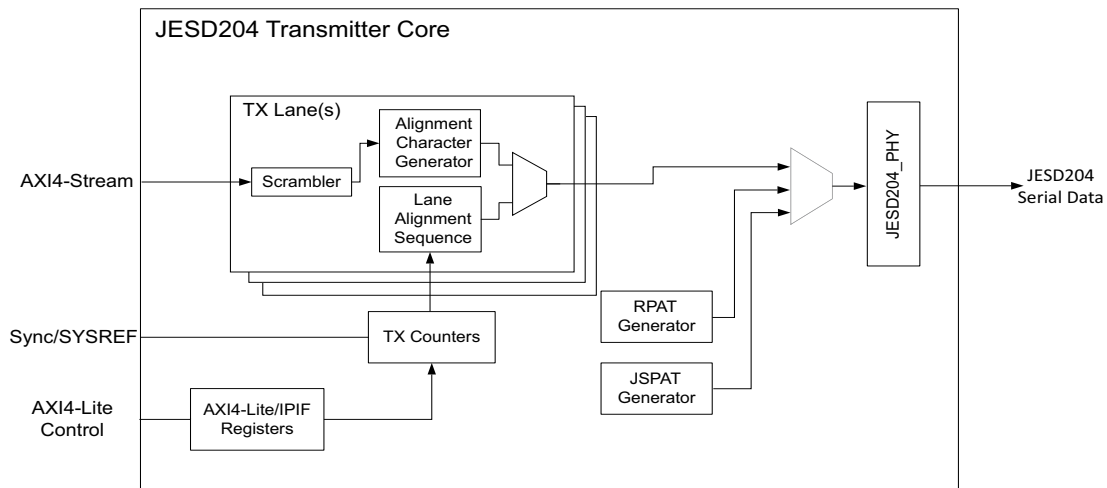 JESD204 Transmitter Core
TX Lane(s)
Alignment
Character
Generator
AXI4-Stream
Scrambler
Lane
Alignment
Sequence
JESD204_PHY
JESD204
Serial Data
RPAT
Generator
Sync/SYSREF
TX Counters
JSPAT
Generator
AXI4-Lite
Control
AXI4-Lite/IPIF
Registers